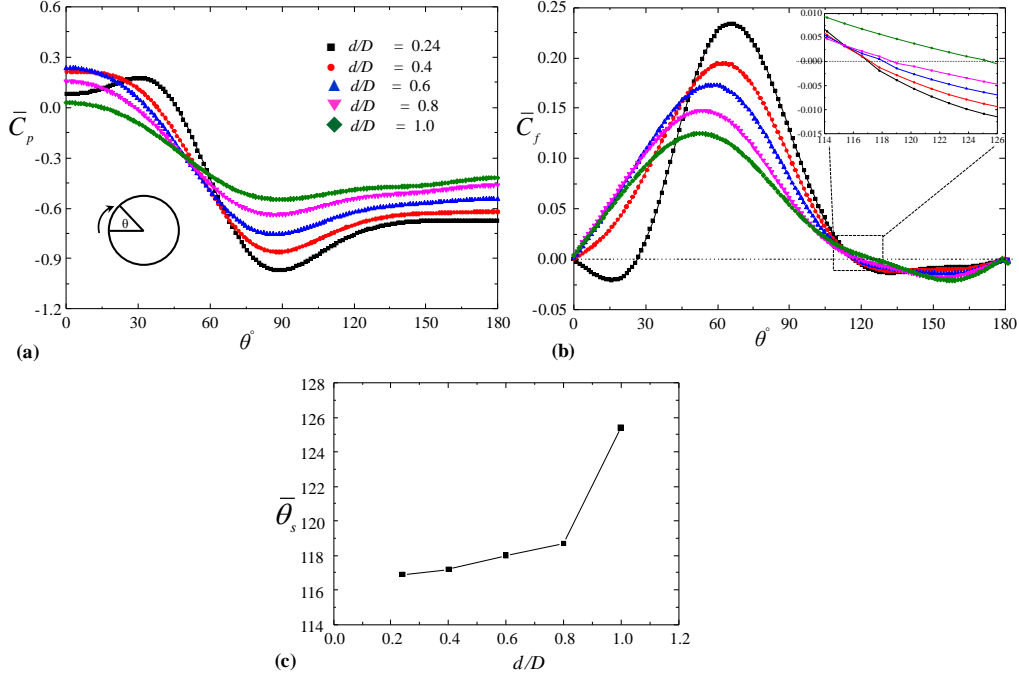 0.6
0.3
0.0
-0.3
-0.6
-0.9
-1.2
C̄p
d/D = 0.24
d/D = 0.4
d/D = 0.6
d/D = 0.8
d/D = 1.0
θ
0 30 60 90 120 150 180
θ°
(a)
0.25
0.20
0.15
0.10
0.05
0.00
-0.05
C̄f
0.010
0.005
0.000
-0.005
-0.010
-0.015
114 116 118 120 122 124 126
0 30 60 90 120 150 180
θ°
(b)
128
126
124
122
120
118
116
114
θ̄s
0.0 0.2 0.4 0.6 0.8 1.0 1.2
d/D
(c)